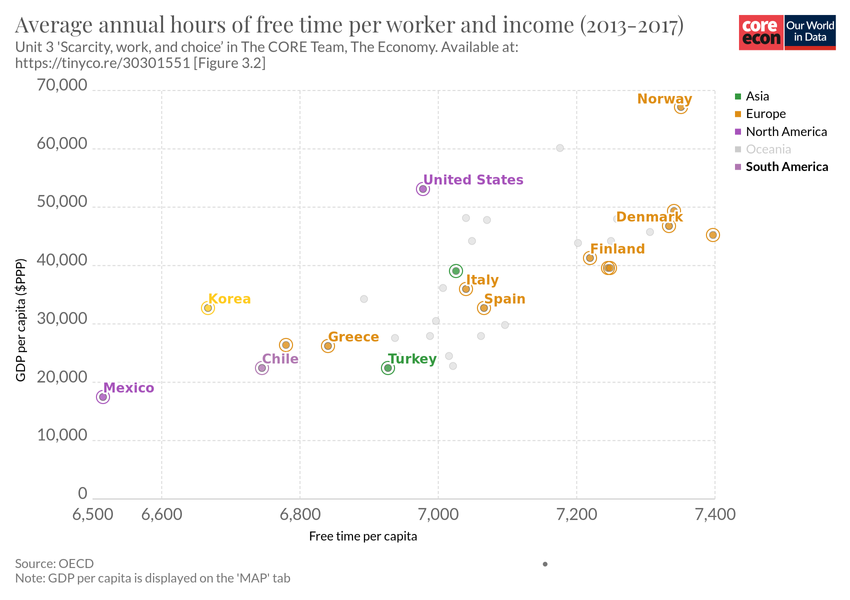 Average annual hours of free time per worker and income (2013-2017)
Unit 3 'Scarcity, work, and choice' in The CORE Team, The Economy. Available at:
https://tinyco.re/30301551 [Figure 3.2]
core
econ
Our World
in Data
70,000
60,000
50,000
40,000
30,000
20,000
10,000
0
GDP per capita ($PPP)
Norway
United States
Denmark
Finland
Italy
Spain
Korea
Greece
Chile
Turkey
Mexico
Asia
Europe
North America
Oceania
South America
6,500
6,600
6,800
7,000
7,200
7,400
Free time per capita
Source: OECD
Note: GDP per capita is displayed on the 'MAP' tab